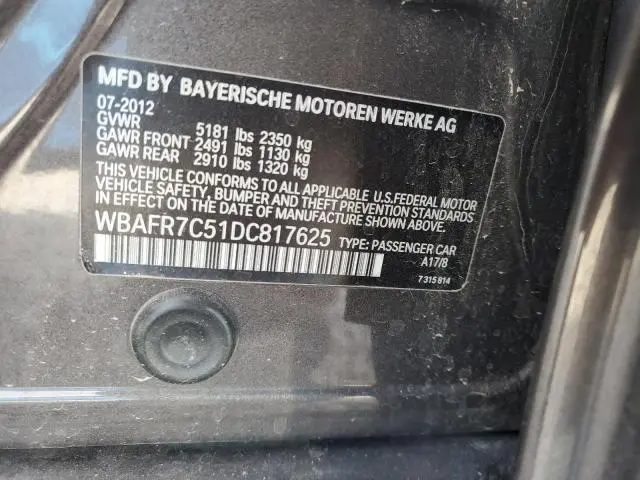 MFD BY BAYERISCHE MOTOREN WERKE AG
07-2012
GVWR 5181 lbs 2350 kg
GAWR FRONT 2491 lbs 1130 kg
GAWR REAR 2910 lbs 1320 kg
THIS VEHICLE CONFORMS TO ALL APPLICABLE U.S.FEDERAL MOTOR
VEHICLE SAFETY, BUMPER AND THEFT PREVENTION STANDARDS
IN EFFECT ON THE DATE OF MANUFACTURE SHOWN ABOVE.
WBAFR7C51DC817625 TYPE: PASSENGER CAR
A17/8
7315814